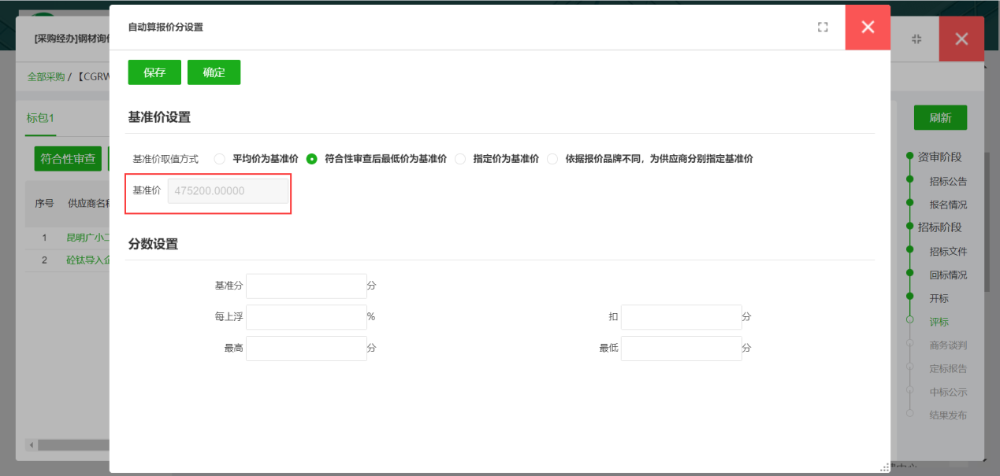 自动算报价分设置
[采购经办]钢材询
保存 确定
全部采购 / 【CGRW
基准价设置
标包1
刷新
基准价取值方式 平均价为基准价 符合性审查后最低价为基准价 指定价为基准价 依据报价品牌不同，为供应商分别指定基准价
符合性审查
资审阶段
招标公告
基准价 475200.00000
序号 供应商名
报名情况
招标阶段
1 昆明广小
分数设置
招标文件
2 砼钛导入
回标情况
基准分 分
开标
每上浮 % 扣 分
评标
最高 分 最低 分
商务谈判
定标报告
中标公示
结果发布